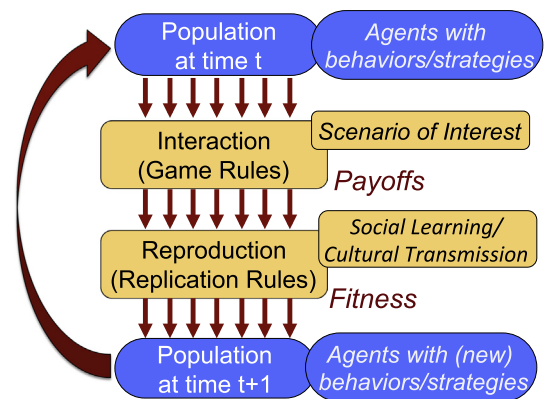 Population
at time t
Agents with
behaviors/strategies
Interaction
(Game Rules)
Scenario of Interest
Payoffs
Reproduction
(Replication Rules)
Social Learning/
Cultural Transmission
Fitness
Population
at time t+1
Agents with (new)
behaviors/strategies